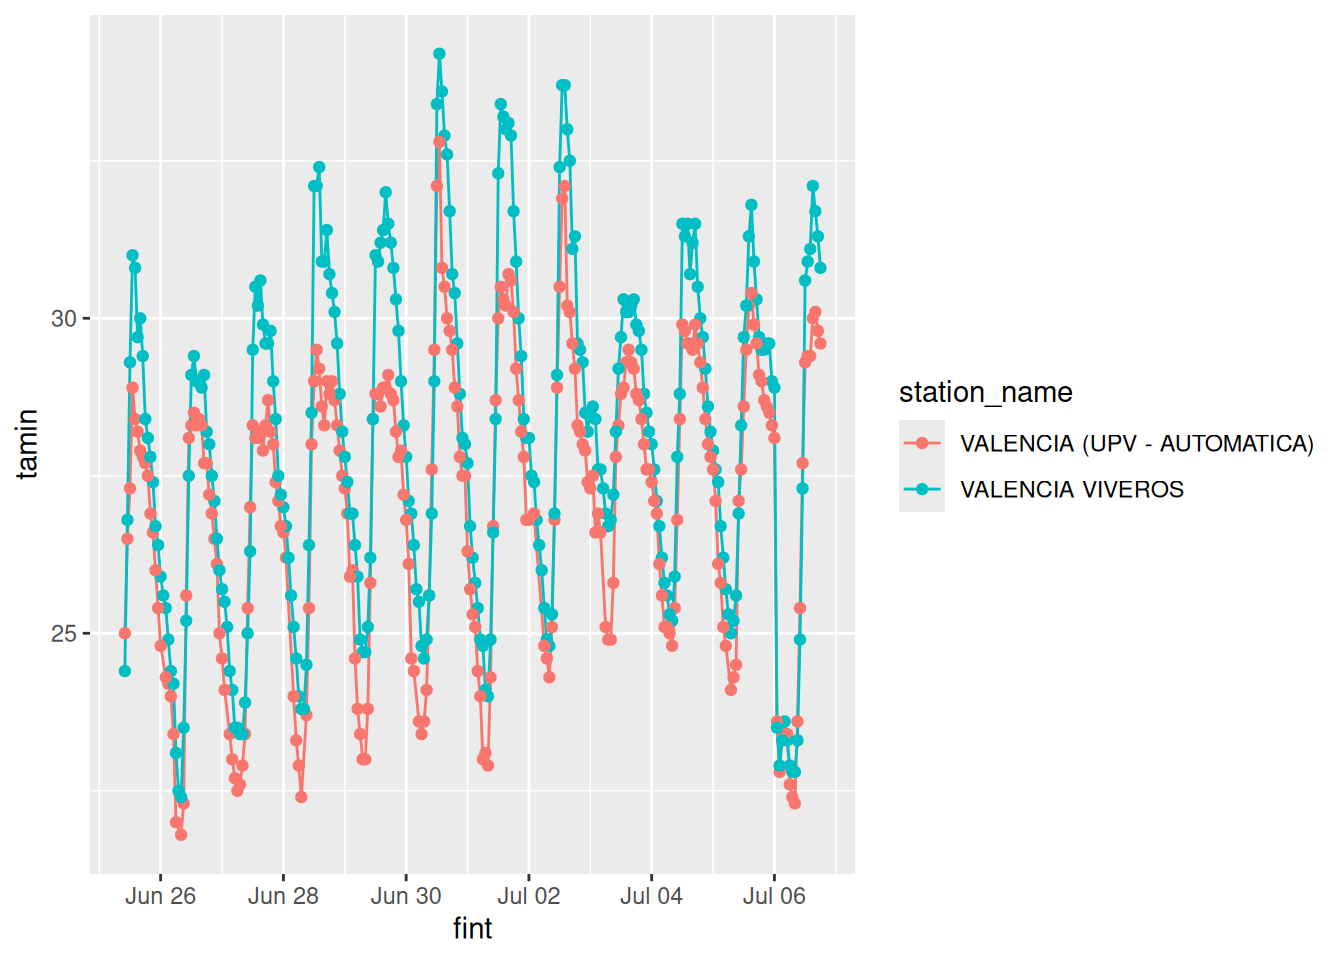 30
25
tamin
Jun 26
Jun 28
Jun 30
Jul 02
Jul 04
Jul 06
fint
station_name
VALENCIA (UPV - AUTOMATICA)
VALENCIA VIVEROS